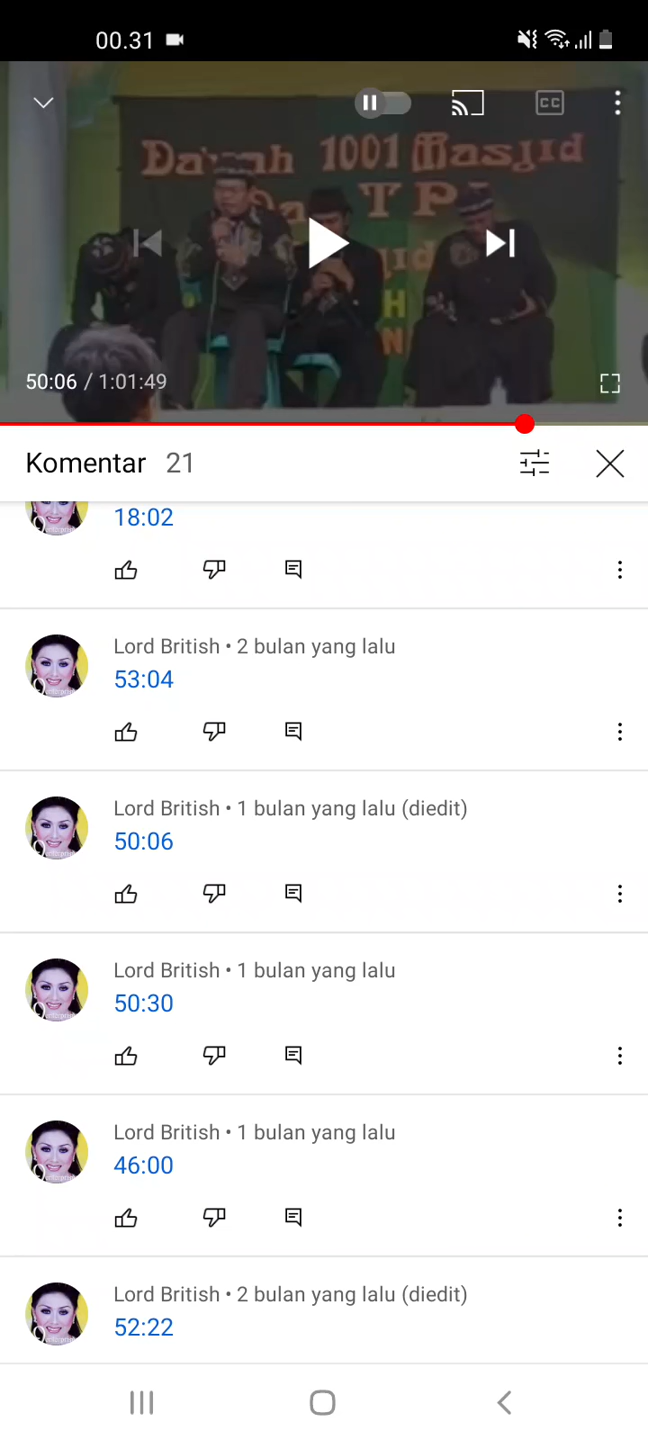 00.31
Da'wah 1001 Masjid
Dan TPA
50:06 / 1:01:49
Komentar 21
18:02
Lord British • 2 bulan yang lalu
53:04
Lord British • 1 bulan yang lalu (diedit)
50:06
Lord British • 1 bulan yang lalu
50:30
Lord British • 1 bulan yang lalu
46:00
Lord British • 2 bulan yang lalu (diedit)
52:22